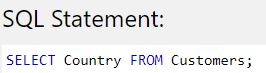 SQL Statement:
SELECT Country FROM Customers;